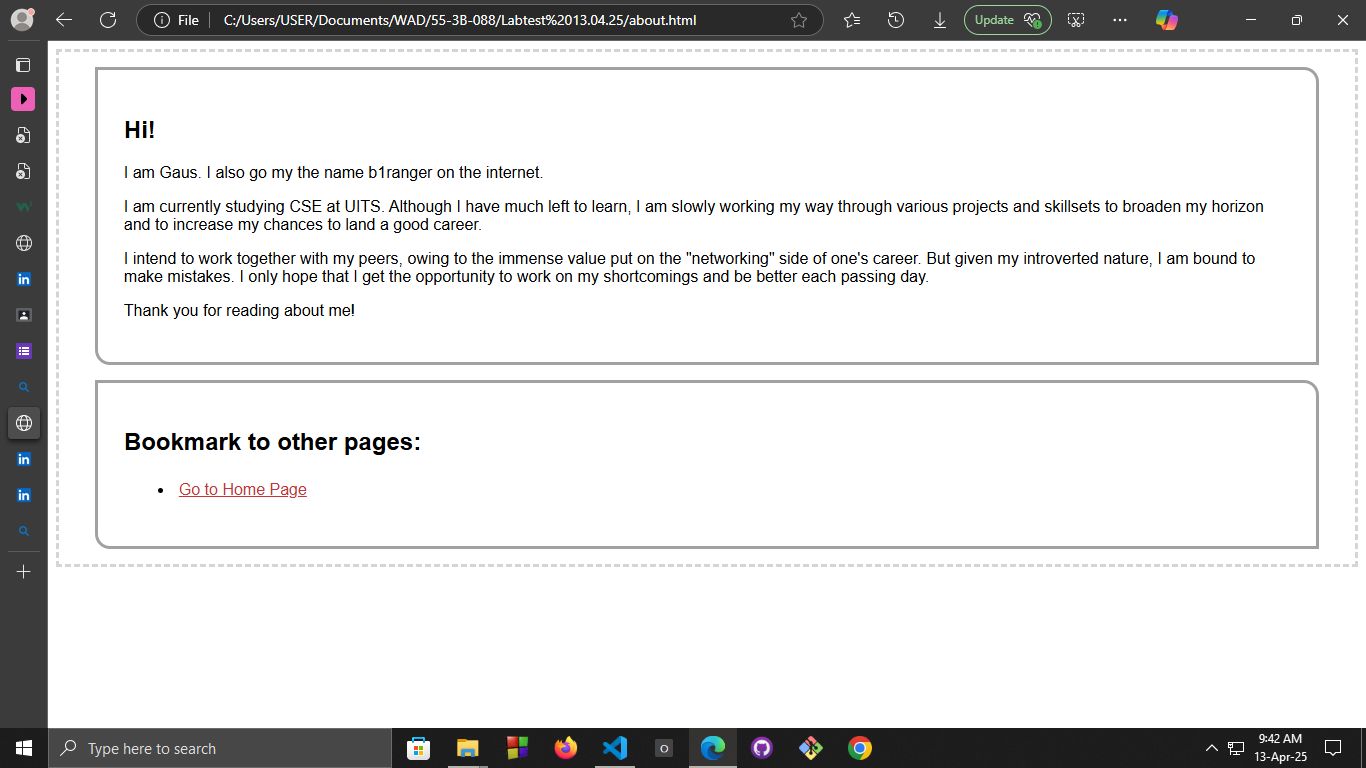 File
C:/Users/USER/Documents/WAD/55-3B-088/Labtest%2013.04.25/about.html
Update
Hi!
I am Gaus. I also go my the name b1ranger on the internet.
I am currently studying CSE at UITS. Although I have much left to learn, I am slowly working my way through various projects and skillsets to broaden my horizon
and to increase my chances to land a good career.
I intend to work together with my peers, owing to the immense value put on the "networking" side of one's career. But given my introverted nature, I am bound to
make mistakes. I only hope that I get the opportunity to work on my shortcomings and be better each passing day.
Thank you for reading about me!
Bookmark to other pages:
• Go to Home Page
Type here to search
9:42 AM
13-Apr-25